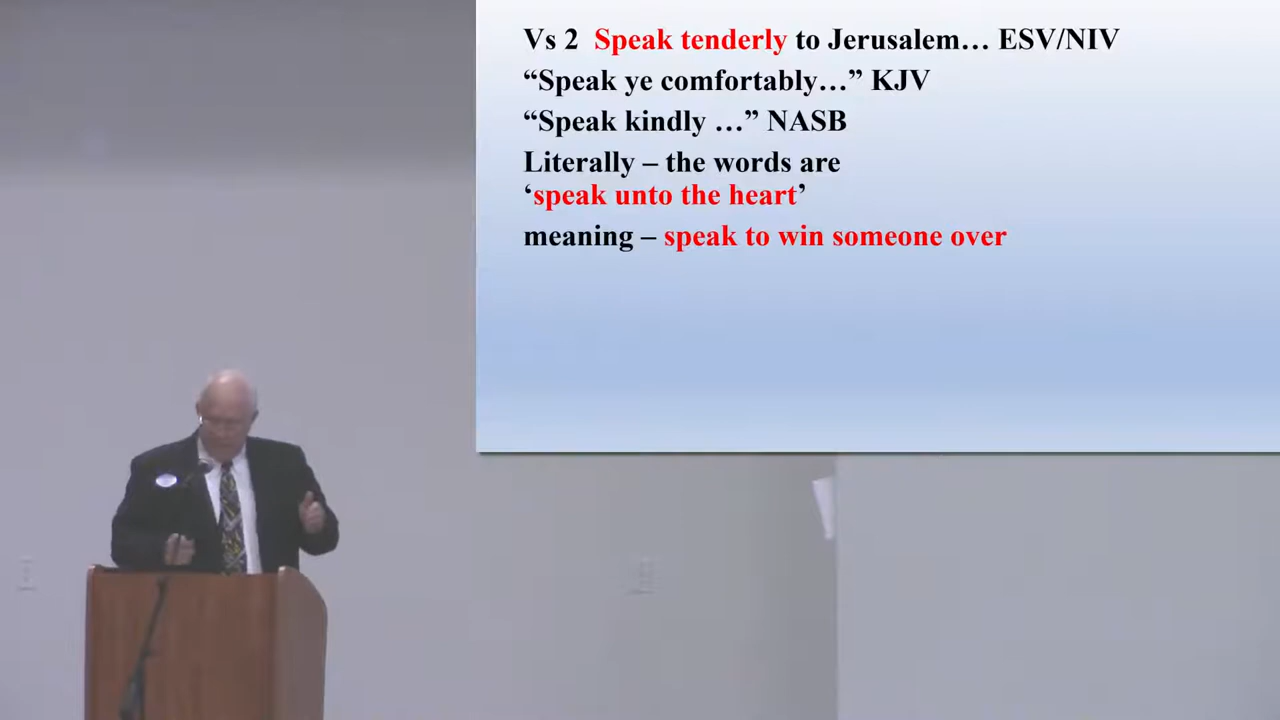 Vs 2  Speak tenderly to Jerusalem… ESV/NIV
“Speak ye comfortably…” KJV
“Speak kindly …” NASB
Literally – the words are
‘speak unto the heart’
meaning – speak to win someone over